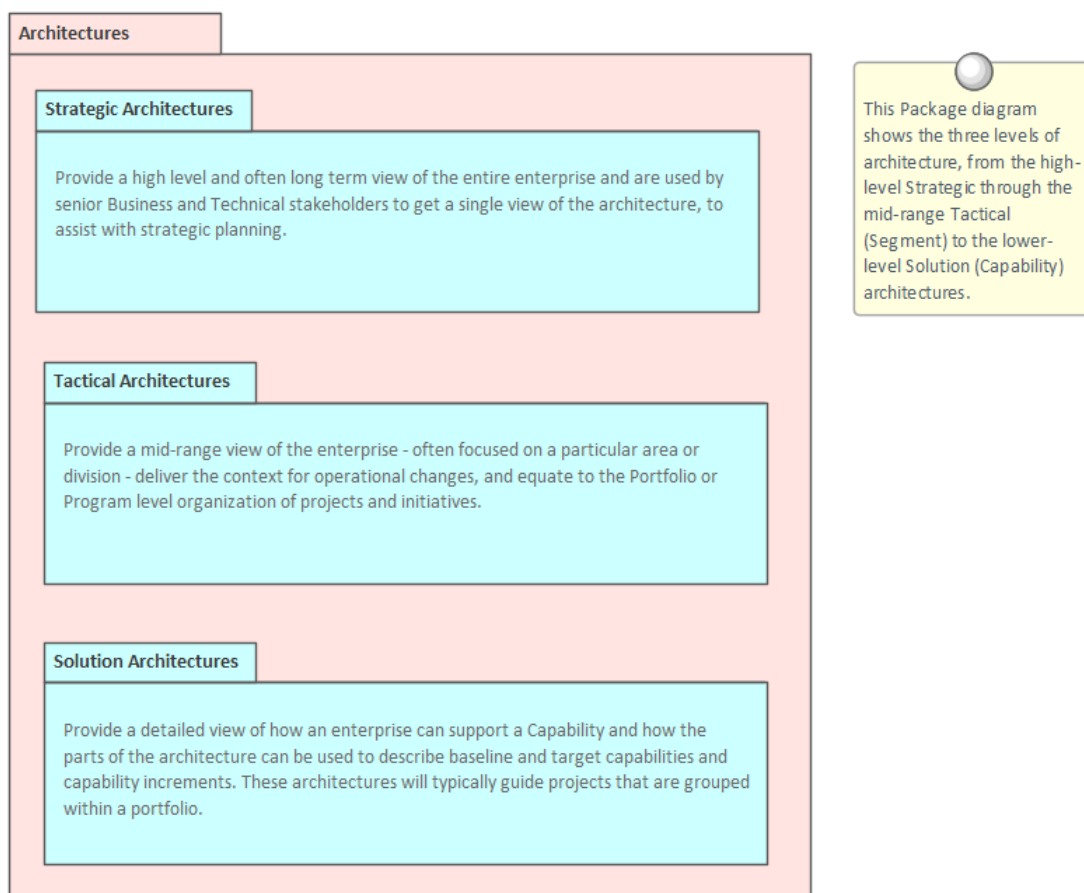 Architectures
Strategic Architectures
Provide a high level and often long term view of the entire enterprise and are used by
senior Business and Technical stakeholders to get a single view of the architecture, to
assist with strategic planning.
Tactical Architectures
Provide a mid-range view of the enterprise - often focused on a particular area or
division - deliver the context for operational changes, and equate to the Portfolio or
Program level organization of projects and initiatives.
Solution Architectures
Provide a detailed view of how an enterprise can support a Capability and how the
parts of the architecture can be used to describe baseline and target capabilities and
capability increments. These architectures will typically guide projects that are grouped
within a portfolio.
This Package diagram
shows the three levels of
architecture, from the high-
level Strategic through the
mid-range Tactical
(Segment) to the lower-
level Solution (Capability)
architectures.